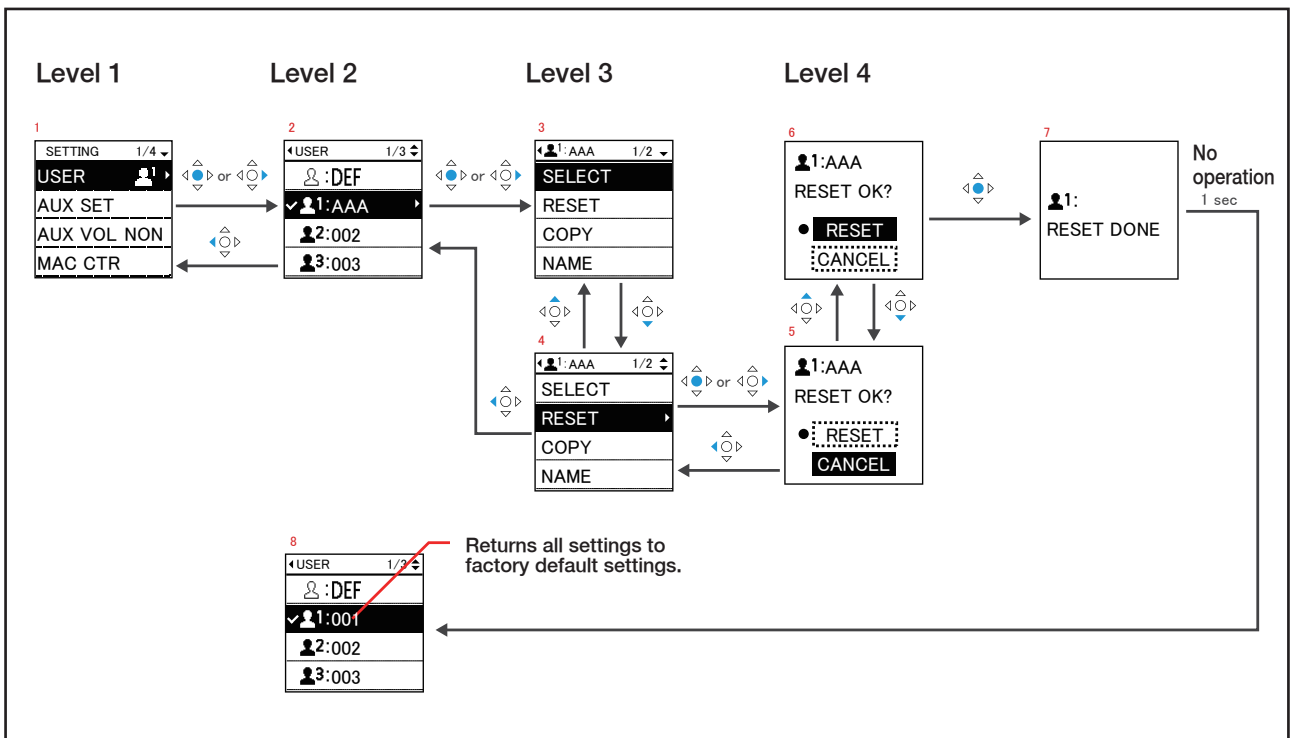 Level 1
Level 2
Level 3
Level 4
1
SETTING 1/4
USER 1
AUX SET
AUX VOL NON
MAC CTR
or
2
USER 1/3
:DEF
1:AAA
2:002
3:003
or
3
1:AAA 1/2
SELECT
RESET
COPY
NAME
4
1:AAA 1/2
SELECT
RESET
COPY
NAME
or
6
1:AAA
RESET OK?
RESET
CANCEL
5
1:AAA
RESET OK?
RESET
CANCEL
7
1:
RESET DONE
No
operation
1 sec
8
USER 1/3
:DEF
1:001
2:002
3:003
Returns all settings to
factory default settings.